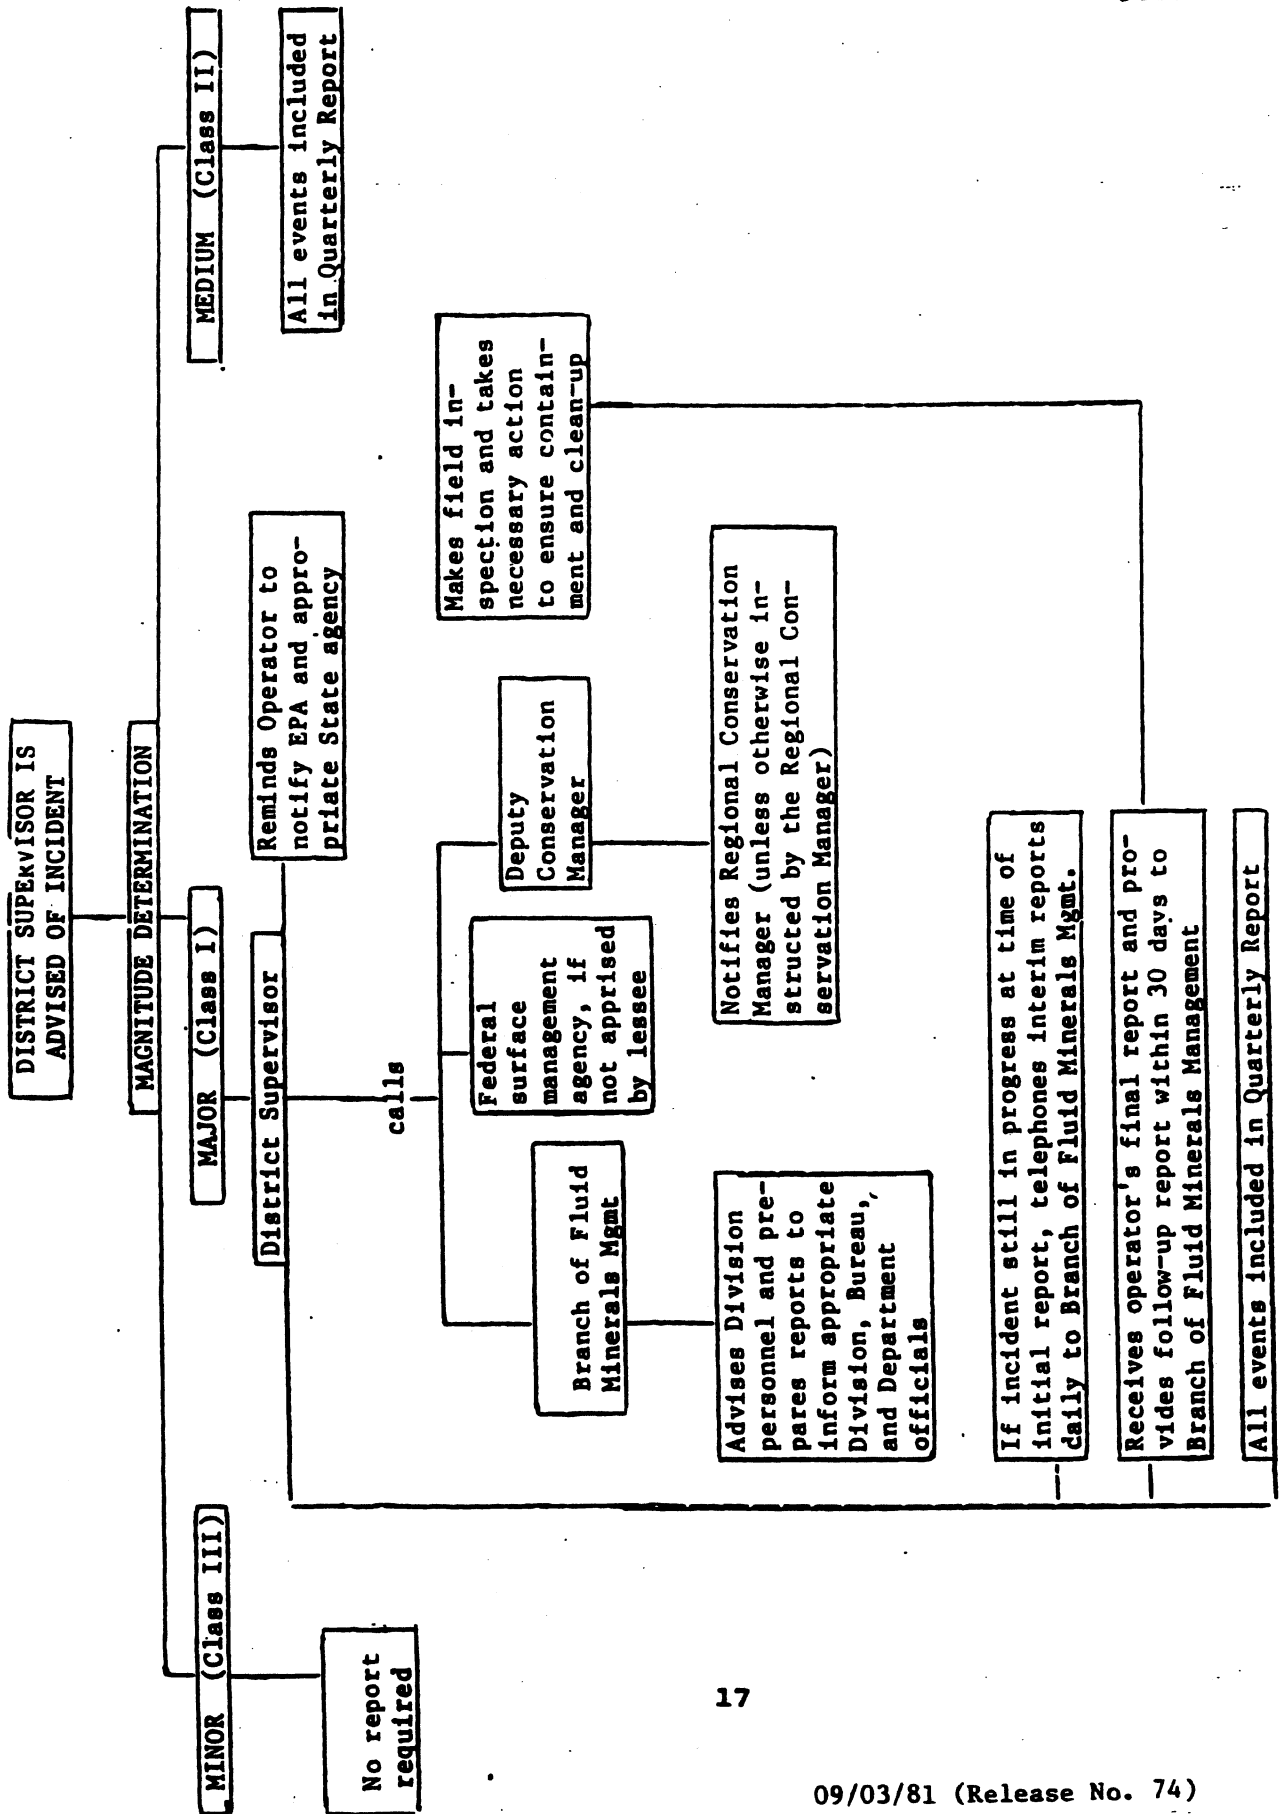 DISTRICT SUPERVISOR IS
ADVISED OF INCIDENT
MAGNITUDE DETERMINATION
MINOR (Class III)
No report
required
MAJOR (Class I)
District Supervisor
Reminds Operator to
notify EPA and appro-
priate State agency
MEDIUM (Class II)
All events included
in Quarterly Report
calls
Branch of Fluid
Minerals Mgmt
Advises Division
personnel and pre-
pares reports to
inform appropriate
Division, Bureau,
and Department
officials
Federal
surface
management
agency, if
not apprised
by lessee
Deputy
Conservation
Manager
Notifies Regional Conservation
Manager (unless otherwise in-
structed by the Regional Con-
servation Manager)
Makes field in-
spection and takes
necessary action
to ensure contain-
ment and clean-up
If incident still in progress at time of
initial report, telephones interim reports
daily to Branch of Fluid Minerals Mgmt.
Receives operator's final report and pro-
vides follow-up report within 30 days to
Branch of Fluid Minerals Management
All events included in Quarterly Report
17
09/03/81 (Release No. 74)